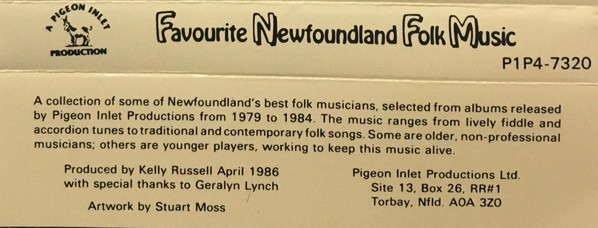 A PIGEON INLET
PRODUCTION
Favourite Newfoundland Folk Music
P1P4-7320
A collection of some of Newfoundland's best folk musicians, selected from albums released
by Pigeon Inlet Productions from 1979 to 1984. The music ranges from lively fiddle and
accordion tunes to traditional and contemporary folk songs. Some are older, non-professional
musicians; others are younger players, working to keep this music alive.
Produced by Kelly Russell April 1986
with special thanks to Geralyn Lynch
Artwork by Stuart Moss
Pigeon Inlet Productions Ltd.
Site 13, Box 26, RR#1
Torbay, Nfld. A0A 3Z0